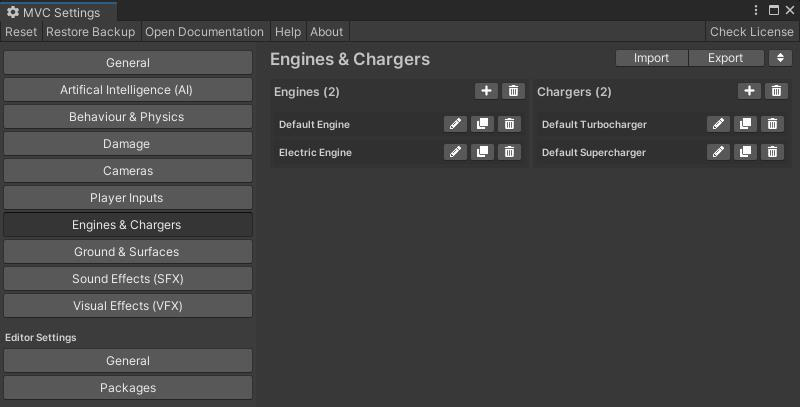 MVC Settings
Reset Restore Backup Open Documentation Help About Check License
General
Artifical Intelligence (AI)
Behaviour & Physics
Damage
Cameras
Player Inputs
Engines & Chargers
Ground & Surfaces
Sound Effects (SFX)
Visual Effects (VFX)
Editor Settings
General
Packages
Engines & Chargers
Import Export
Engines (2)
Default Engine
Electric Engine
Chargers (2)
Default Turbocharger
Default Supercharger